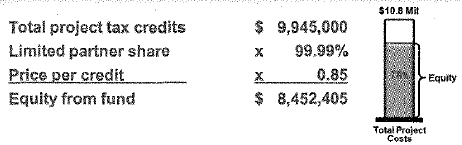 $10.8 Mil
Total project tax credits $ 9,945,000
Limited partner share x 99.99%
Price per credit x 0.85
Equity from fund $ 8,452,405
Equity
Total Project
Costs